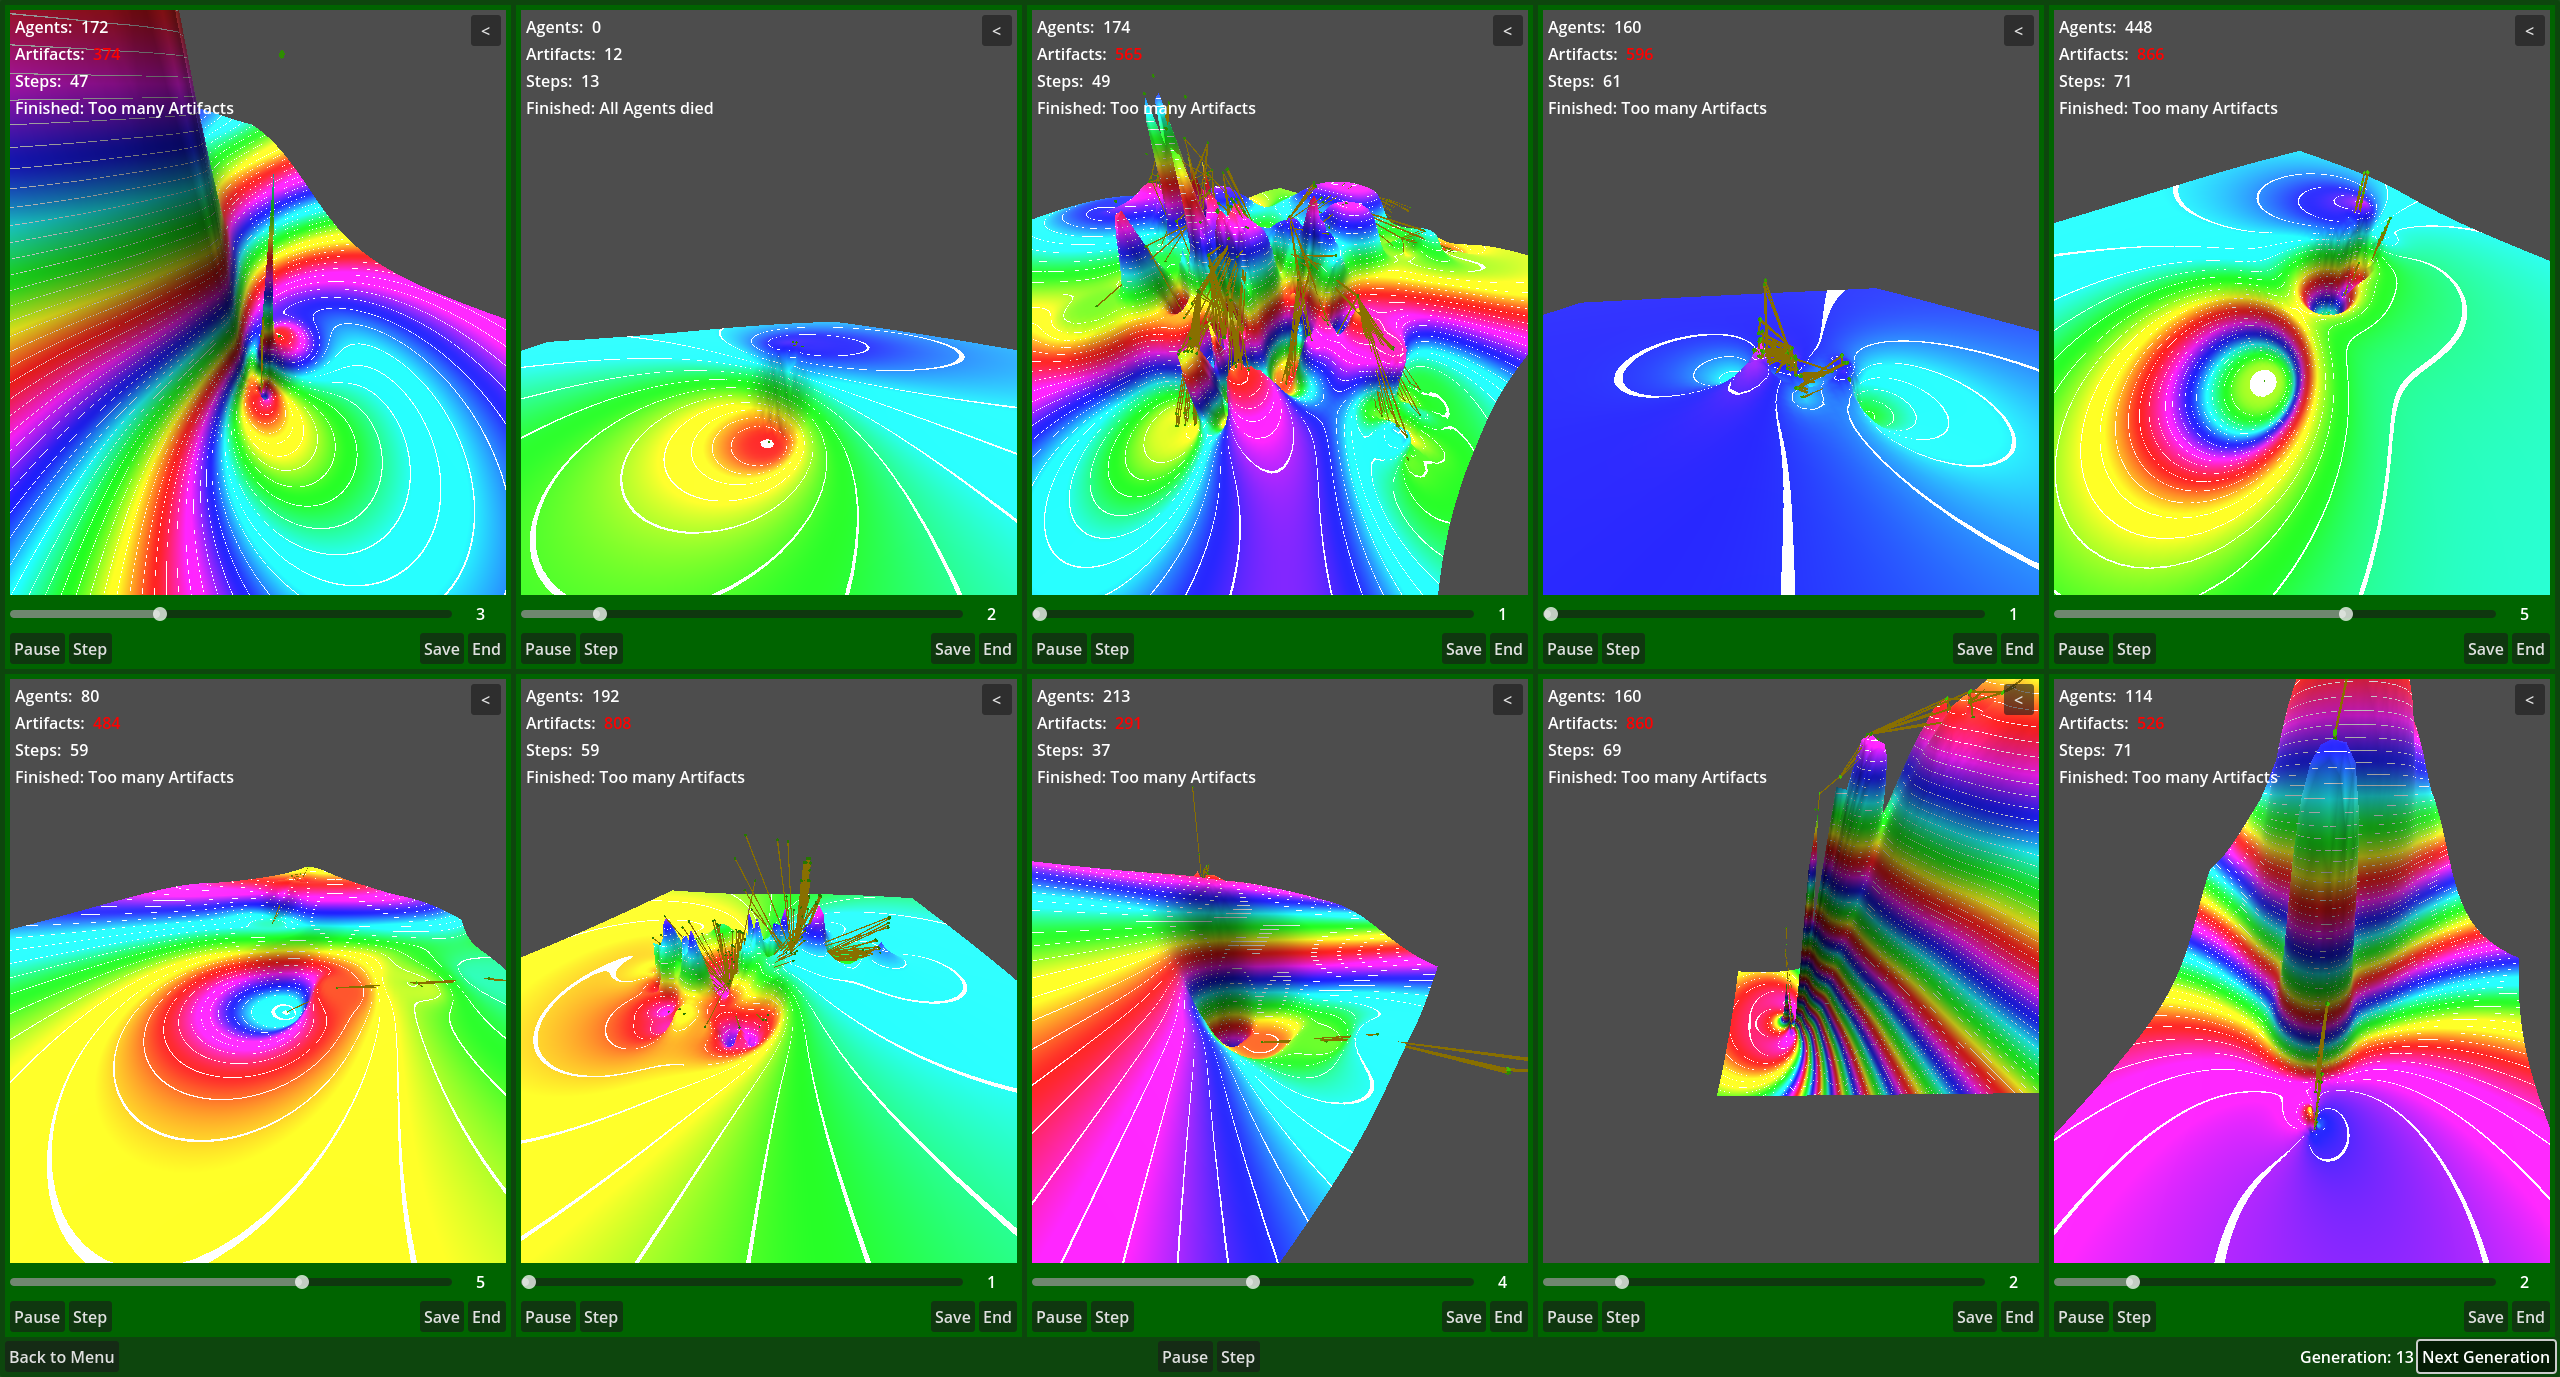 Agents: 172
<
Artifacts: 374
Steps: 47
Finished: Too many Artifacts
3
Pause Step Save End
Agents: 0
<
Artifacts: 12
Steps: 13
Finished: All Agents died
2
Pause Step Save End
Agents: 174
<
Artifacts: 565
Steps: 49
Finished: Too many Artifacts
1
Pause Step Save End
Agents: 160
<
Artifacts: 596
Steps: 61
Finished: Too many Artifacts
1
Pause Step Save End
Agents: 448
<
Artifacts: 866
Steps: 71
Finished: Too many Artifacts
5
Pause Step Save End
Agents: 80
<
Artifacts: 484
Steps: 59
Finished: Too many Artifacts
5
Pause Step Save End
Agents: 192
<
Artifacts: 808
Steps: 59
Finished: Too many Artifacts
1
Pause Step Save End
Agents: 213
<
Artifacts: 291
Steps: 37
Finished: Too many Artifacts
4
Pause Step Save End
Agents: 160
<
Artifacts: 860
Steps: 69
Finished: Too many Artifacts
2
Pause Step Save End
Agents: 114
<
Artifacts: 526
Steps: 71
Finished: Too many Artifacts
2
Pause Step Save End
Back to Menu Pause Step Generation: 13 Next Generation